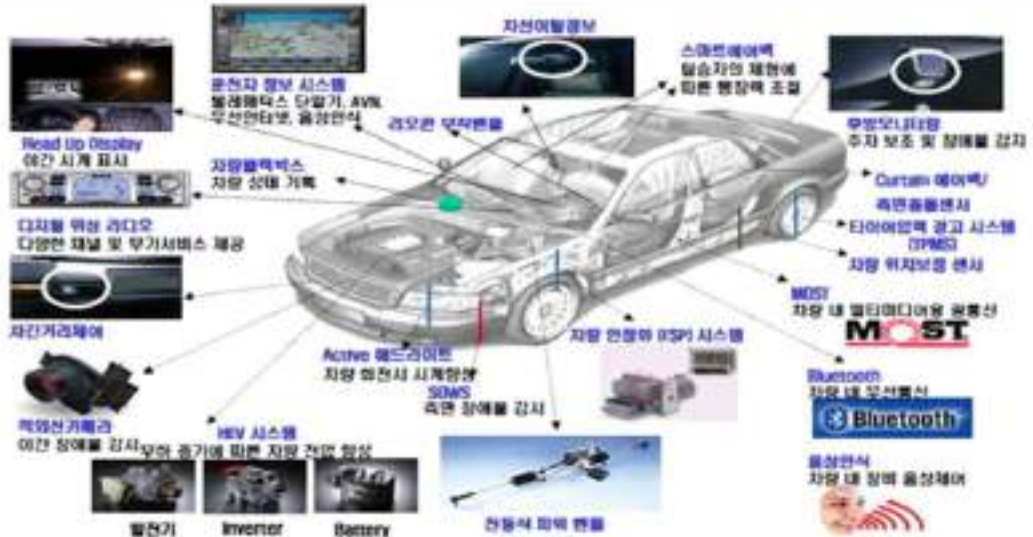 운전자 정보 시스템
텔레매틱스 단말기, AVN,
무선인터넷, 음성인식
차선이탈경보
스마트에어백
탑승자의 체형에
따른 팽창력 조절
후방모니터링
주차 보조 및 장애물 감지
Head Up Display
야간 시계 표시
리모콘
차량블랙박스
차량 상태 기록
디지털 위성 라디오
다양한 채널 및 부가서비스 제공
Curtain 에어백/
측면충돌센서
타이어압력 경고 시스템
(TPMS)
차량 위치보정 센서
차간거리제어
MOST
차량 내 멀티미디어용 광통신
MOST
Active 헤드라이트
차량 회전시 시계향상
SOWS
측면 장애물 감시
차량 안정화 (ESP) 시스템
Bluetooth
차량 내 무선통신
Bluetooth
적외선카메라
야간 장애물 감시
HEV 시스템
부하 증가에 따른 차량 전압 향상
음성인식
차량 내 장비 음성제어
발전기
Inverter
Battery
전동식 파워 핸들